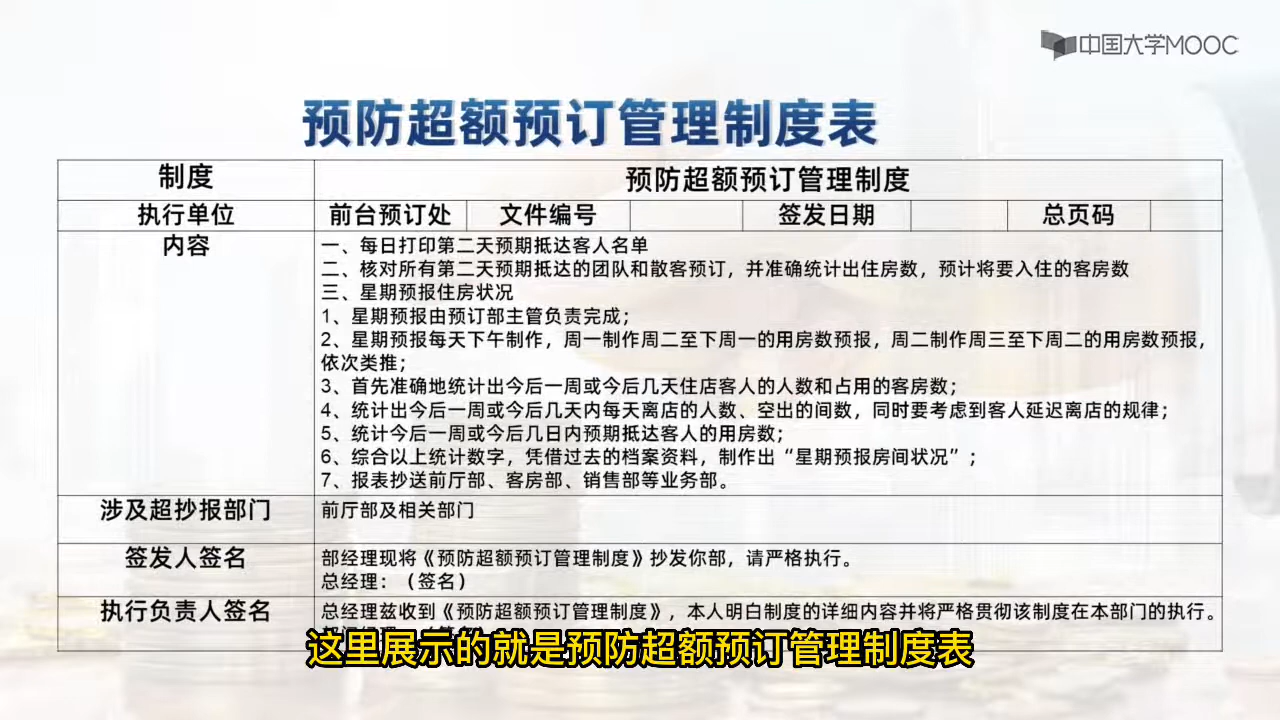 中国大学MOOC
预防超额预订管理制度表
制度 预防超额预订管理制度
执行单位 前台预订处 文件编号 签发日期 总页码
内容
一、每日打印第二天预期抵达客人名单
二、核对所有第二天预期抵达的团队和散客预订，并准确统计出住房数，预计将要入住的客房数
三、星期预报住房状况
1、星期预报由预订部主管负责完成；
2、星期预报每天下午制作，周一制作周二至下周一的用房数预报，周二制作周三至下周二的用房数预报，
依次类推；
3、首先准确地统计出今后一周或今后几天住店客人的人数和占用的客房数；
4、统计出今后一周或今后几天内每天离店的人数、空出的间数，同时要考虑到客人延迟离店的规律；
5、统计今后一周或今后几日内预期抵达客人的用房数；
6、综合以上统计数字，凭借过去的档案资料，制作出“星期预报房间状况”；
7、报表抄送前厅部、客房部、销售部等业务部。
涉及超抄报部门 前厅部及相关部门
签发人签名 部经理现将《预防超额预订管理制度》抄发你部，请严格执行。
总经理：（签名）
执行负责人签名 总经理兹收到《预防超额预订管理制度》，本人明白制度的详细内容并将严格贯彻该制度在本部门的执行。
这里展示的就是预防超额预订管理制度表